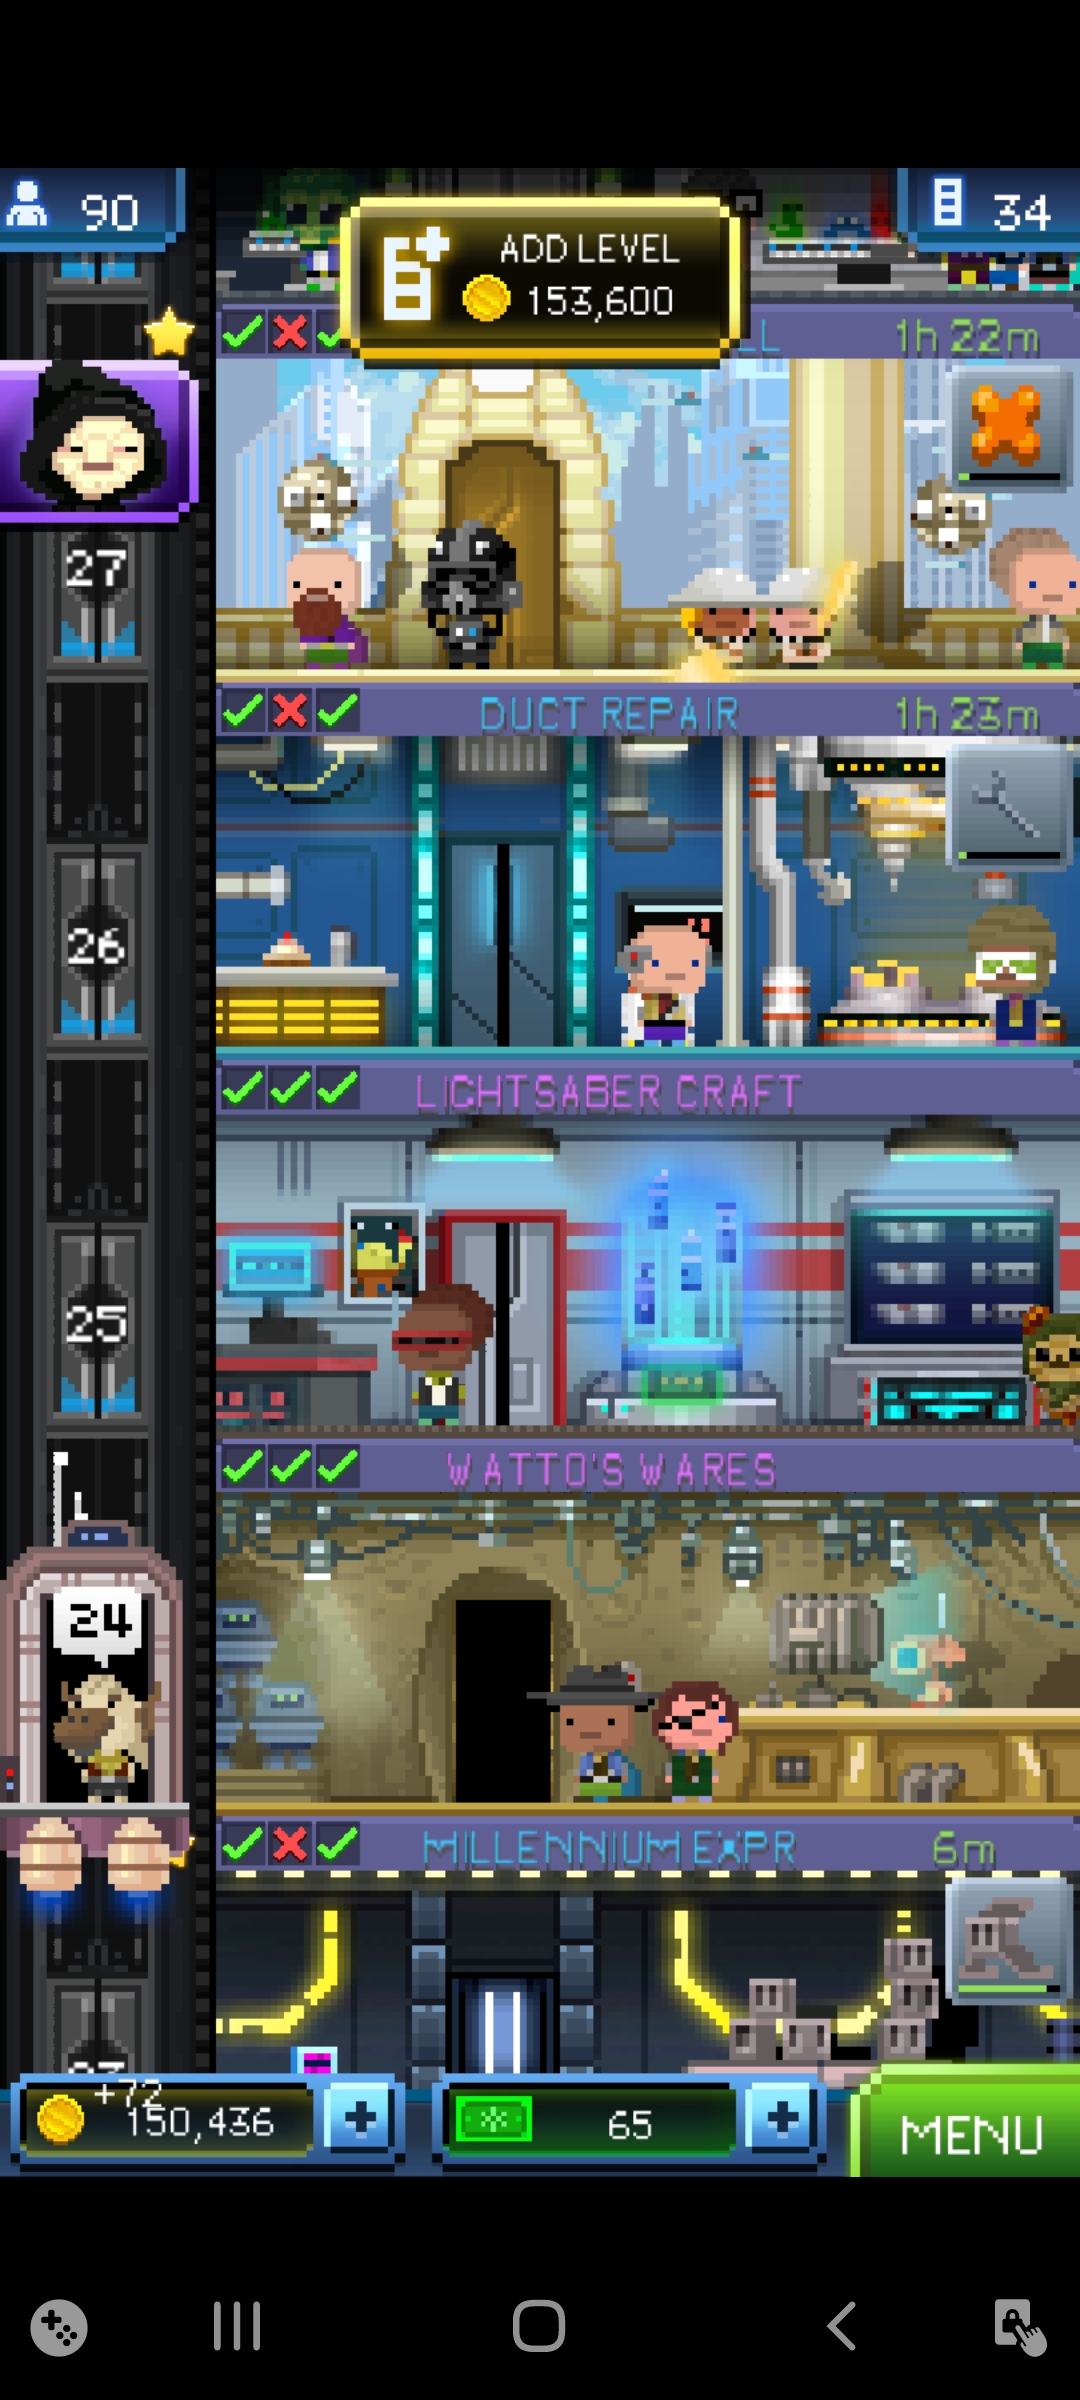 90
ADD LEVEL
153,600
34
LL
1h 22m
27
DUCT REPAIR
1h 23m
26
LIGHTSABER CRAFT
25
WATTO'S WARES
24
MILLENNIUM EXPR
6m
+72
150,436
65
MENU